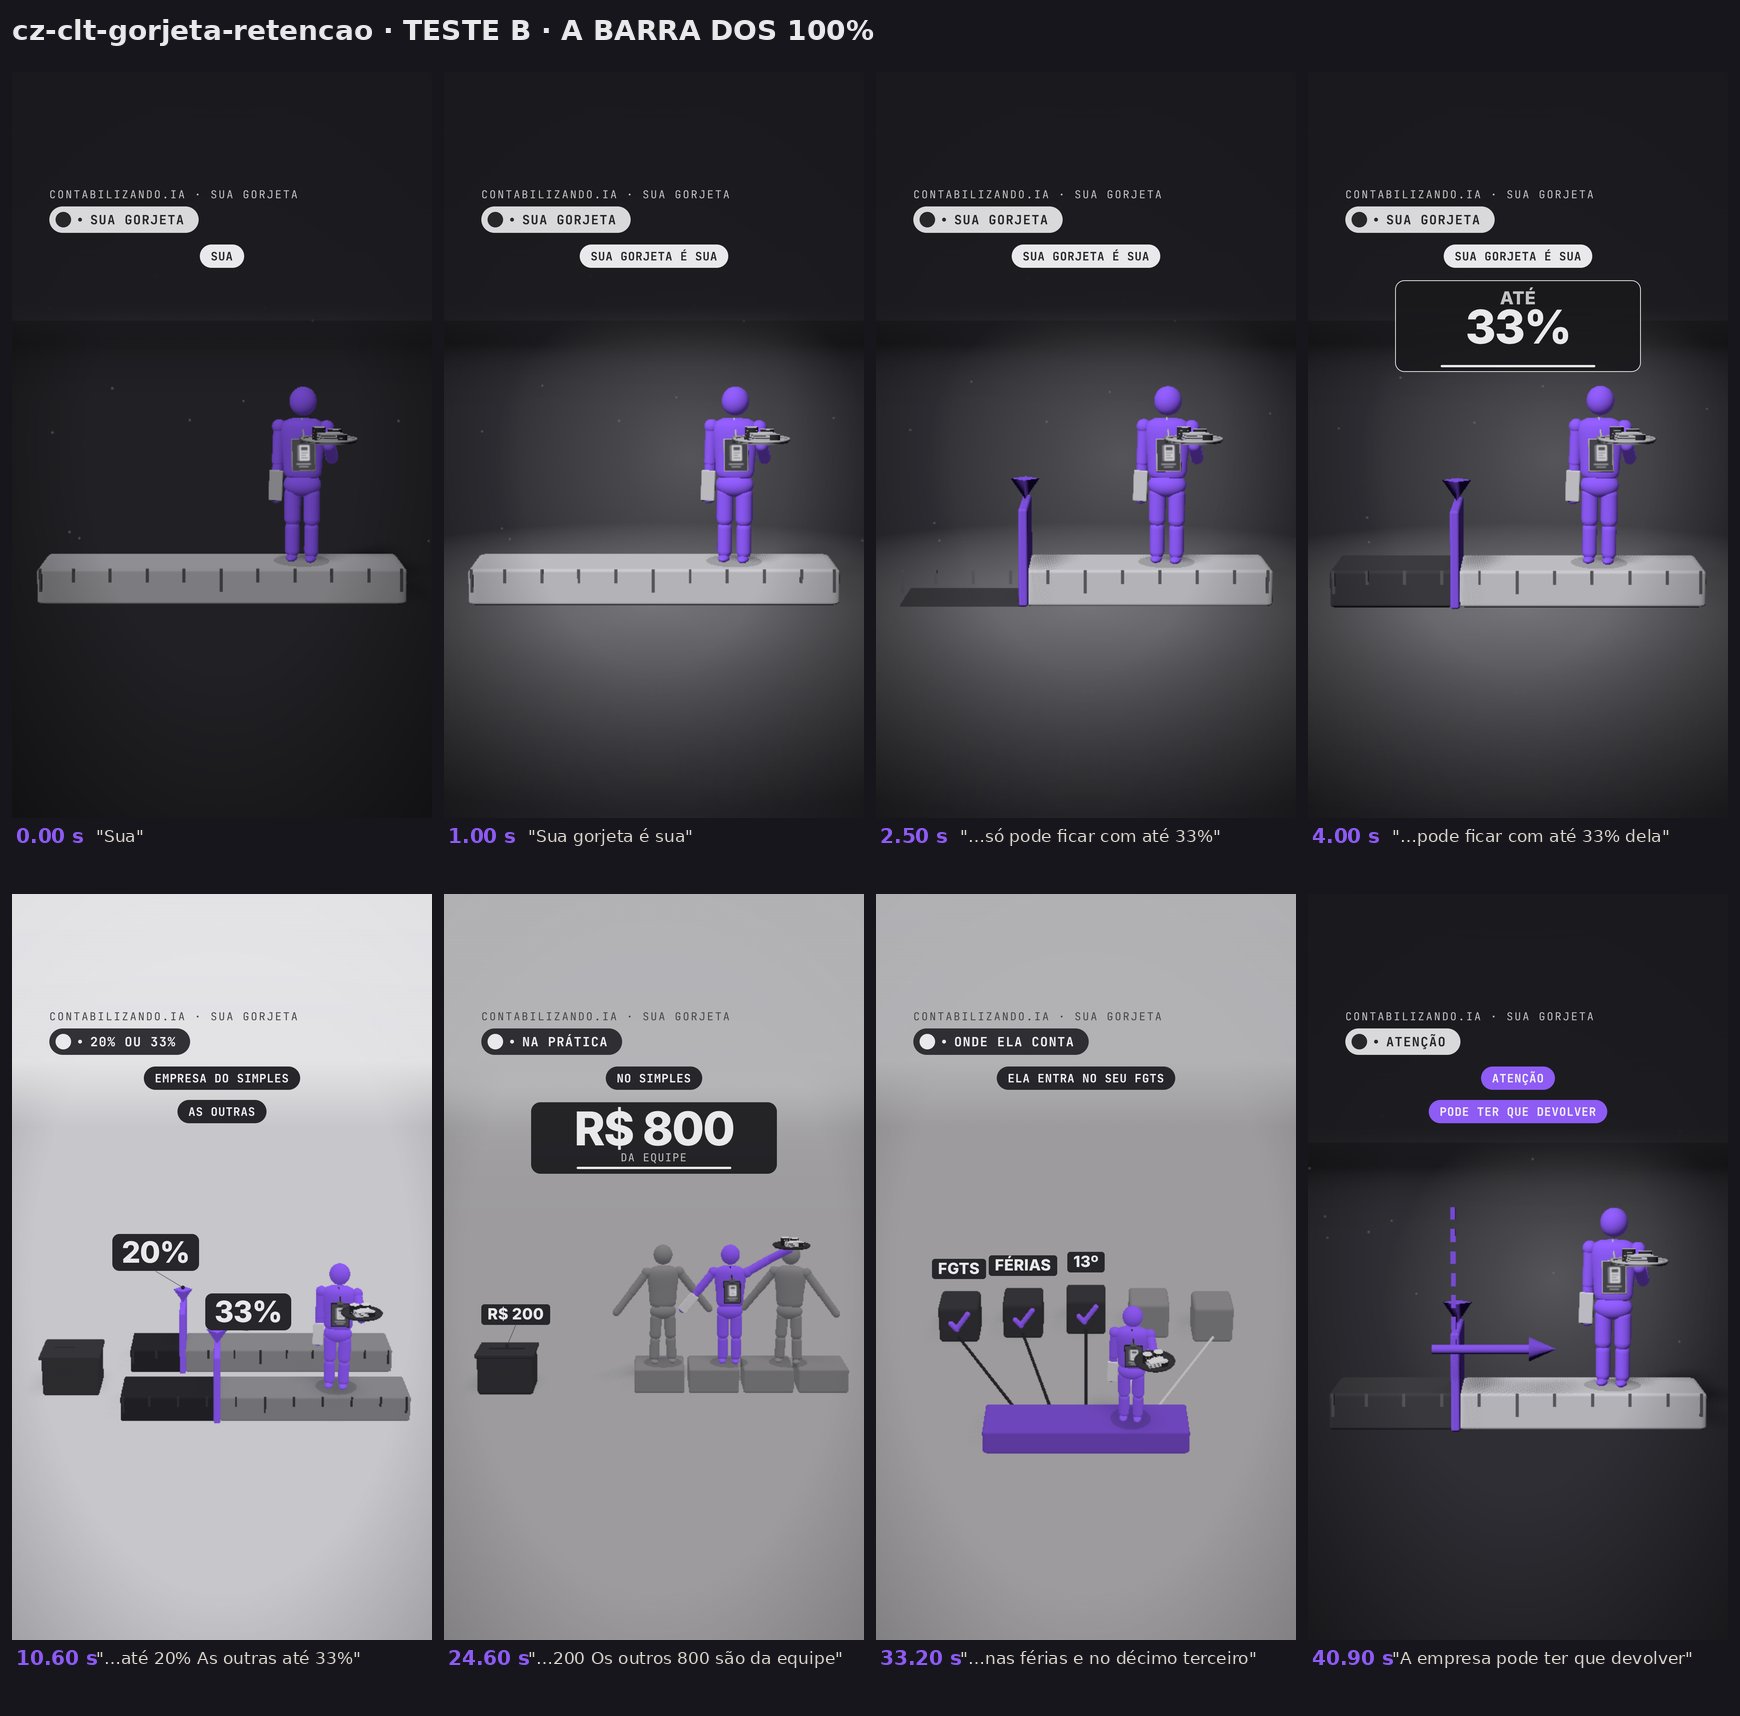 cz-clt-gorjeta-retencao · TESTE B · A BARRA DOS 100%
CONTABILIZANDO.IA · SUA GORJETA
• SUA GORJETA
SUA
0.00 s "Sua"
CONTABILIZANDO.IA · SUA GORJETA
• SUA GORJETA
SUA GORJETA É SUA
1.00 s "Sua gorjeta é sua"
CONTABILIZANDO.IA · SUA GORJETA
• SUA GORJETA
SUA GORJETA É SUA
2.50 s "...só pode ficar com até 33%"
CONTABILIZANDO.IA · SUA GORJETA
• SUA GORJETA
SUA GORJETA É SUA
ATÉ
33%
4.00 s "...pode ficar com até 33% dela"
CONTABILIZANDO.IA · SUA GORJETA
• 20% OU 33%
EMPRESA DO SIMPLES
AS OUTRAS
20%
33%
10.60 s "...até 20% As outras até 33%"
CONTABILIZANDO.IA · SUA GORJETA
• NA PRÁTICA
NO SIMPLES
R$ 800
DA EQUIPE
R$ 200
24.60 s "...200 Os outros 800 são da equipe"
CONTABILIZANDO.IA · SUA GORJETA
• ONDE ELA CONTA
ELA ENTRA NO SEU FGTS
FGTS FÉRIAS 13º
33.20 s "...nas férias e no décimo terceiro"
CONTABILIZANDO.IA · SUA GORJETA
• ATENÇÃO
ATENÇÃO
PODE TER QUE DEVOLVER
40.90 s "A empresa pode ter que devolver"